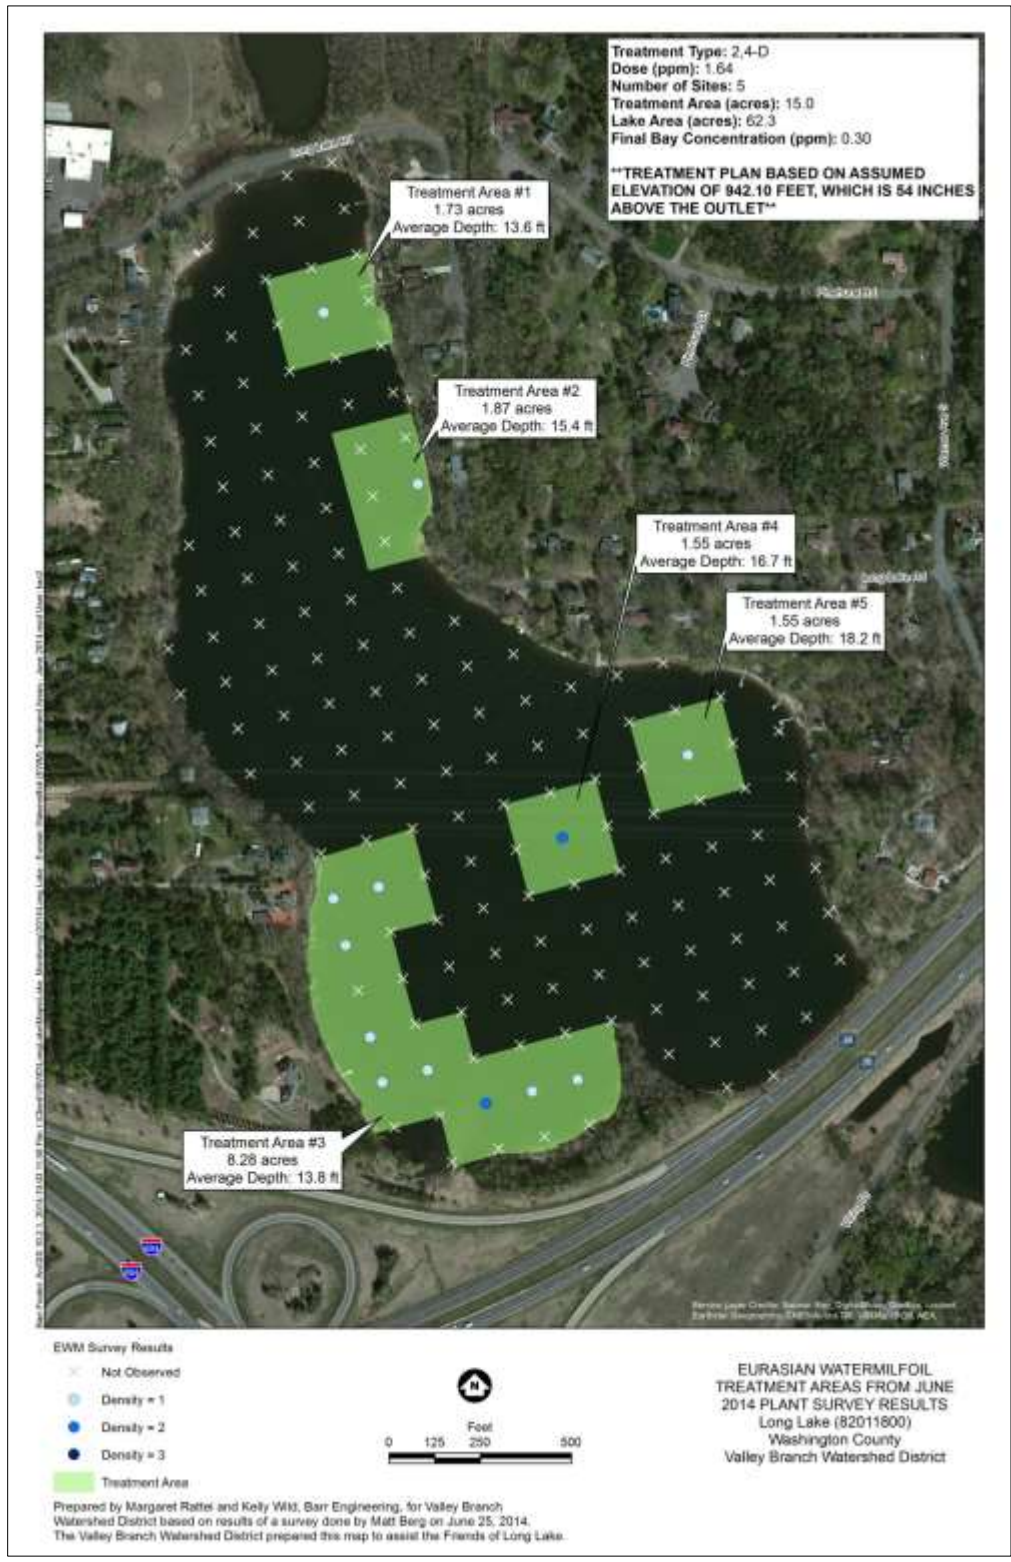 Treatment Type: 2,4-D
Dose (ppm): 1.64
Number of Sites: 5
Treatment Area (acres): 15.0
Lake Area (acres): 62.3
Final Bay Concentration (ppm): 0.30
**TREATMENT PLAN BASED ON ASSUMED
ELEVATION OF 942.10 FEET, WHICH IS 54 INCHES
ABOVE THE OUTLET**
Treatment Area #1
1.73 acres
Average Depth: 13.6 ft
Treatment Area #2
1.87 acres
Average Depth: 15.4 ft
Treatment Area #4
1.55 acres
Average Depth: 16.7 ft
Treatment Area #5
1.55 acres
Average Depth: 18.2 ft
Treatment Area #3
8.28 acres
Average Depth: 13.8 ft
EWM Survey Results
Not Observed
Density = 1
Density = 2
Density = 3
Treatment Area
N
Feet
0 125 250 500
EURASIAN WATERMILFOIL
TREATMENT AREAS FROM JUNE
2014 PLANT SURVEY RESULTS
Long Lake (82011800)
Washington County
Valley Branch Watershed District
Prepared by Margaret Rattei and Kelly Wild, Barr Engineering, for Valley Branch
Watershed District based on results of a survey done by Matt Berg on June 25, 2014.
The Valley Branch Watershed District prepared this map to assist the Friends of Long Lake.